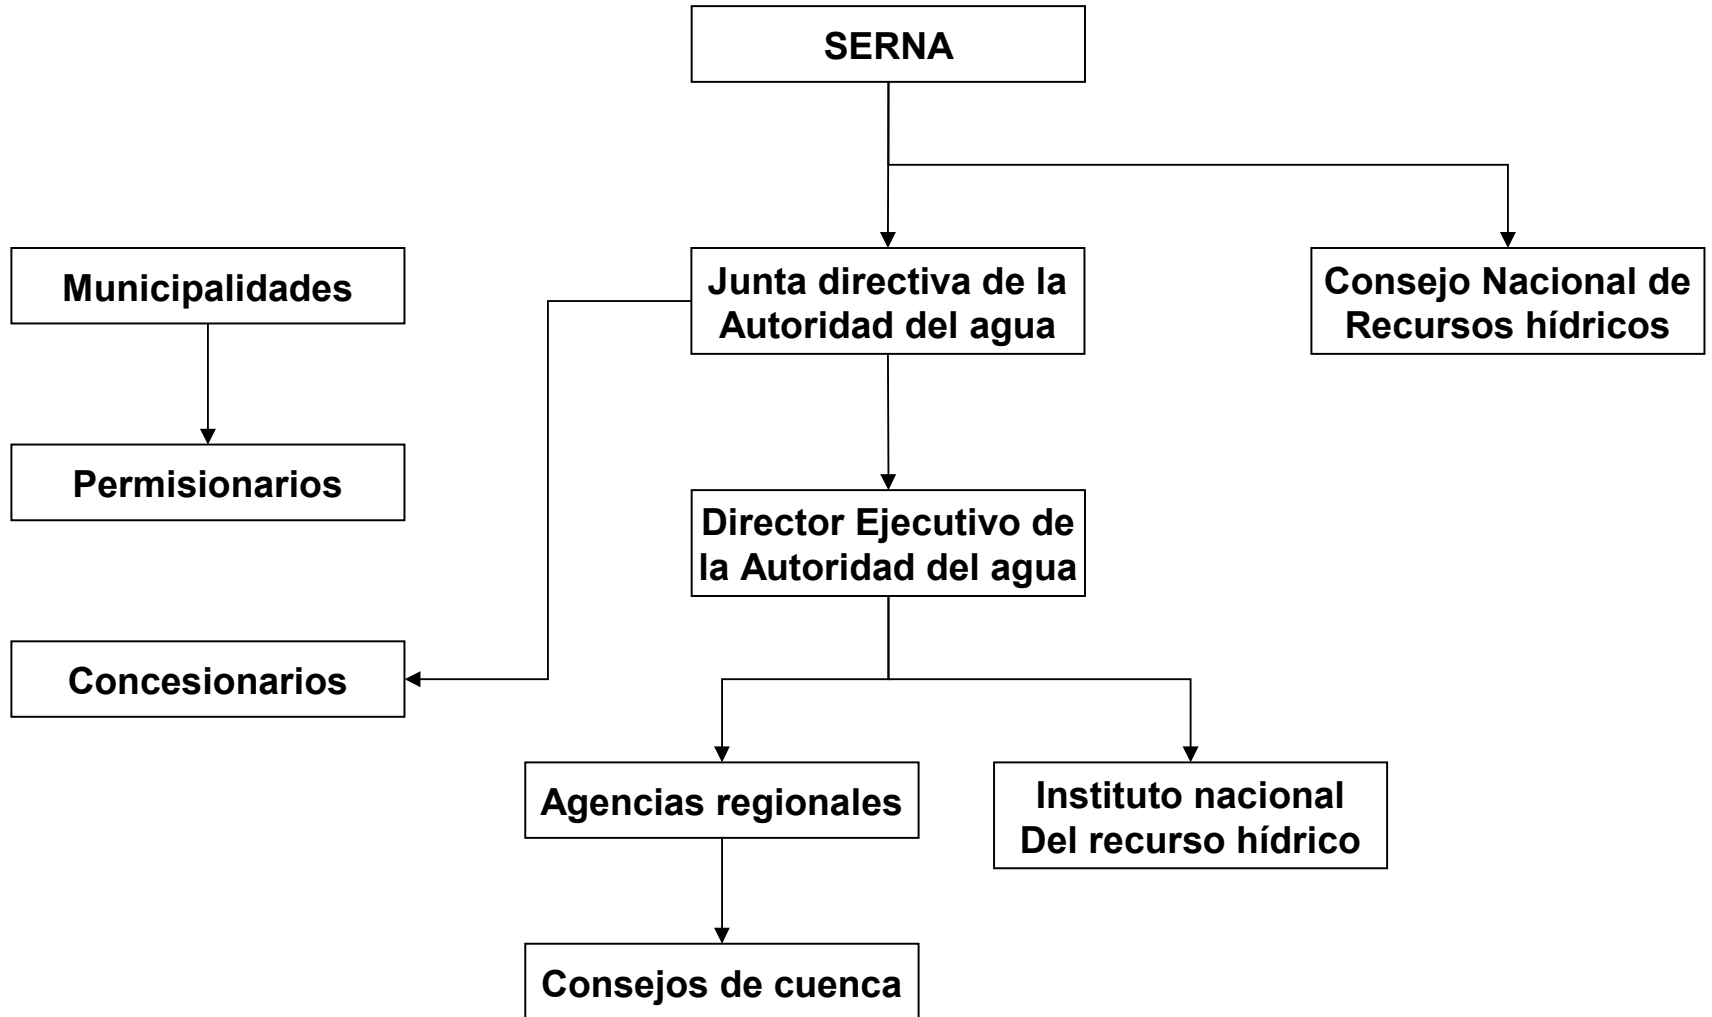 SERNA
Municipalidades
Junta directiva de la
Autoridad del agua
Consejo Nacional de
Recursos hídricos
Permisionarios
Director Ejecutivo de
la Autoridad del agua
Concesionarios
Agencias regionales
Instituto nacional
Del recurso hídrico
Consejos de cuenca